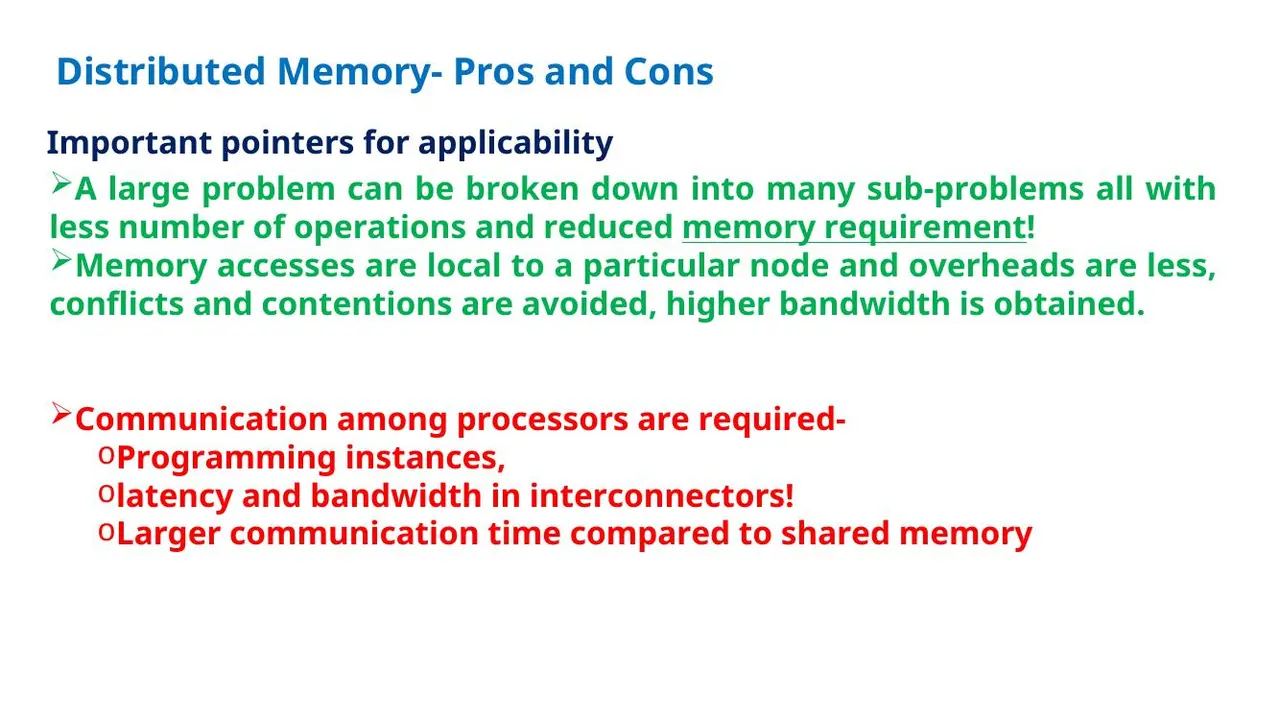 Distributed Memory- Pros and Cons
Important pointers for applicability
➢A large problem can be broken down into many sub-problems all with
less number of operations and reduced memory requirement!
➢Memory accesses are local to a particular node and overheads are less,
conflicts and contentions are avoided, higher bandwidth is obtained.
➢Communication among processors are required-
oProgramming instances,
olatency and bandwidth in interconnectors!
oLarger communication time compared to shared memory